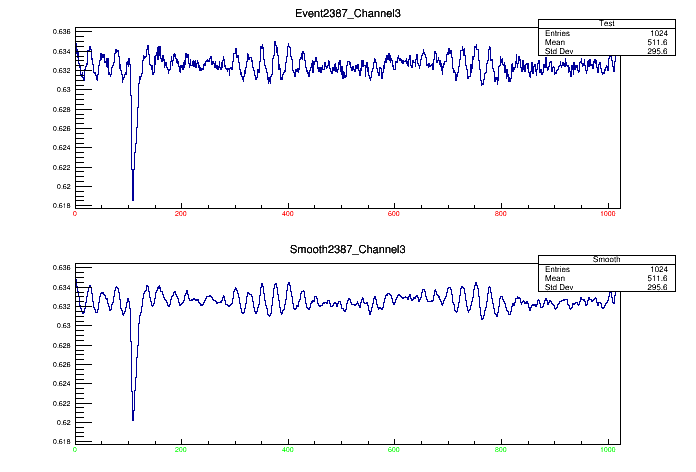 Event2387_Channel3
Test
Entries 1024
Mean 511.6
Std Dev 295.6
0.636
0.634
0.632
0.63
0.628
0.626
0.624
0.622
0.62
0.618
0 200 400 600 800 1000
Smooth2387_Channel3
Smooth
Entries 1024
Mean 511.6
Std Dev 295.6
0.636
0.634
0.632
0.63
0.628
0.626
0.624
0.622
0.62
0.618
0 200 400 600 800 1000